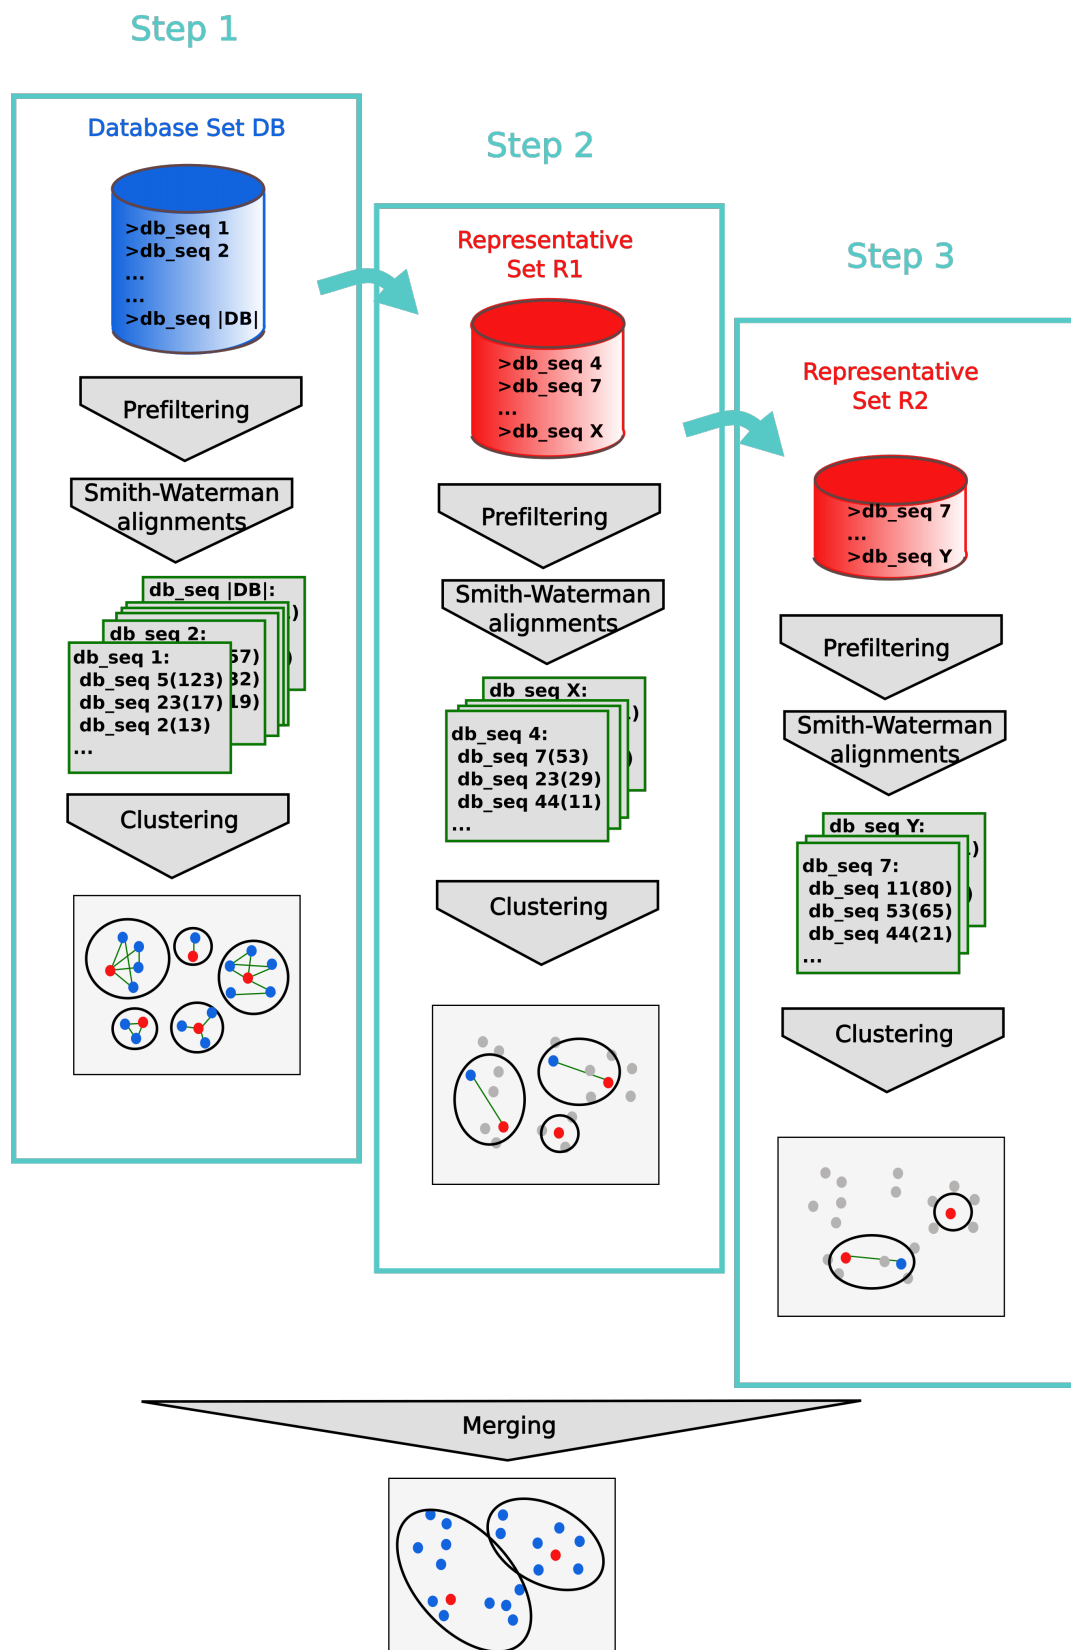 Step 1
Database Set DB
>db_seq 1
>db_seq 2
...
...
>db_seq |DB|
Prefiltering
Smith-Waterman
alignments
db_seq |DB|:
)
db_seq 2:
57)
32)
19)
)
db_seq 1:
db_seq 5(123)
db_seq 23(17)
db_seq 2(13)
...
Clustering
Step 2
Representative
Set R1
>db_seq 4
>db_seq 7
...
>db_seq X
Prefiltering
Smith-Waterman
alignments
db_seq X:
)
)
db_seq 4:
db_seq 7(53)
db_seq 23(29)
db_seq 44(11)
...
Clustering
Step 3
Representative
Set R2
>db_seq 7
...
>db_seq Y
Prefiltering
Smith-Waterman
alignments
db_seq Y:
)
)
db_seq 7:
db_seq 11(80)
db_seq 53(65)
db_seq 44(21)
...
Clustering
Merging